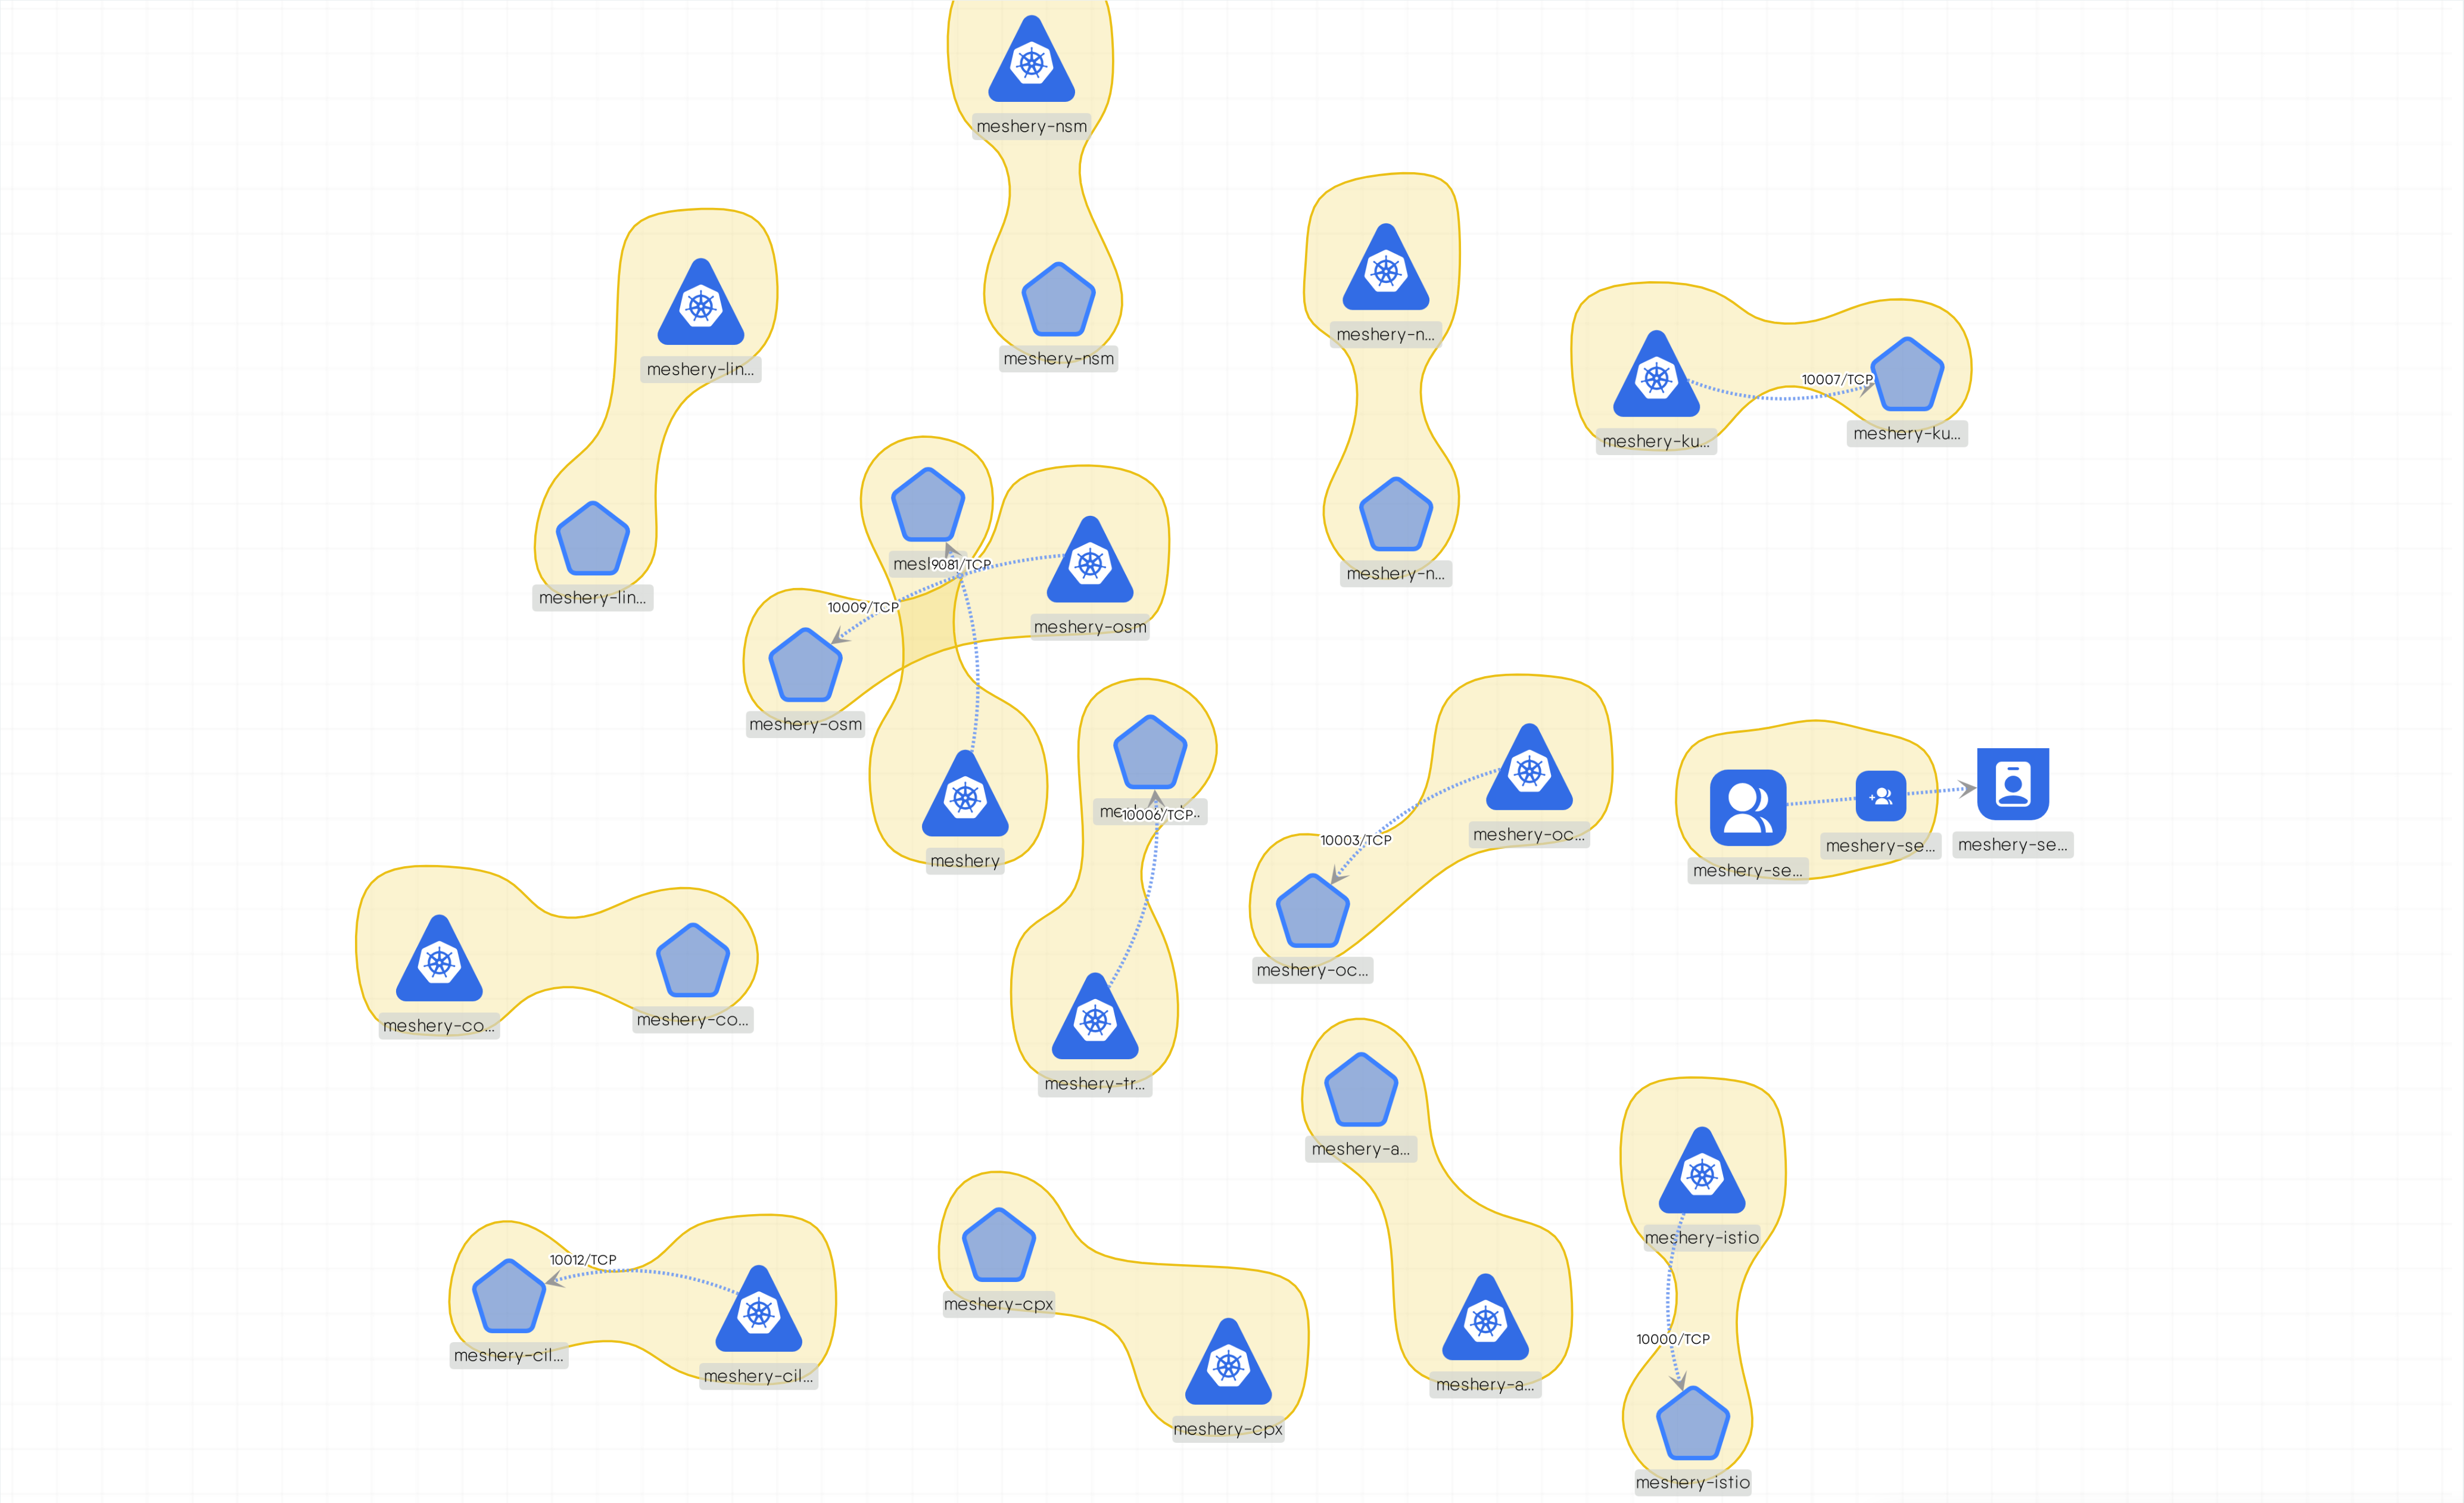 meshery-nsm
meshery-nsm
meshery-n...
meshery-n...
meshery-lin...
meshery-lin...
10007/TCP
meshery-ku...
meshery-ku...
9081/TCP
10009/TCP
meshery-osm
meshery-osm
meshery
10006/TCP
meshery-tr...
10003/TCP
meshery-oc...
meshery-oc...
meshery-se...
meshery-se...
meshery-se...
meshery-co...
meshery-co...
meshery-a...
meshery-a...
10012/TCP
meshery-cil...
meshery-cil...
meshery-cpx
meshery-cpx
meshery-istio
10000/TCP
meshery-istio